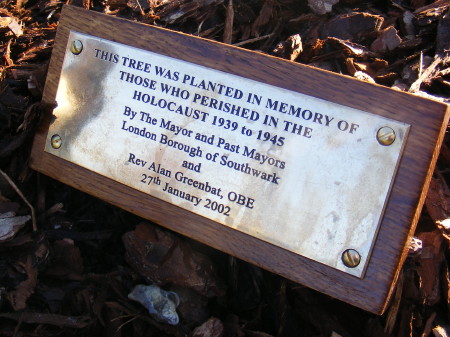 THIS TREE WAS PLANTED IN MEMORY OF
THOSE WHO PERISHED IN THE
HOLOCAUST 1939 to 1945
By The Mayor and Past Mayors
London Borough of Southwark
and
Rev Alan Greenbat, OBE
27th January 2002